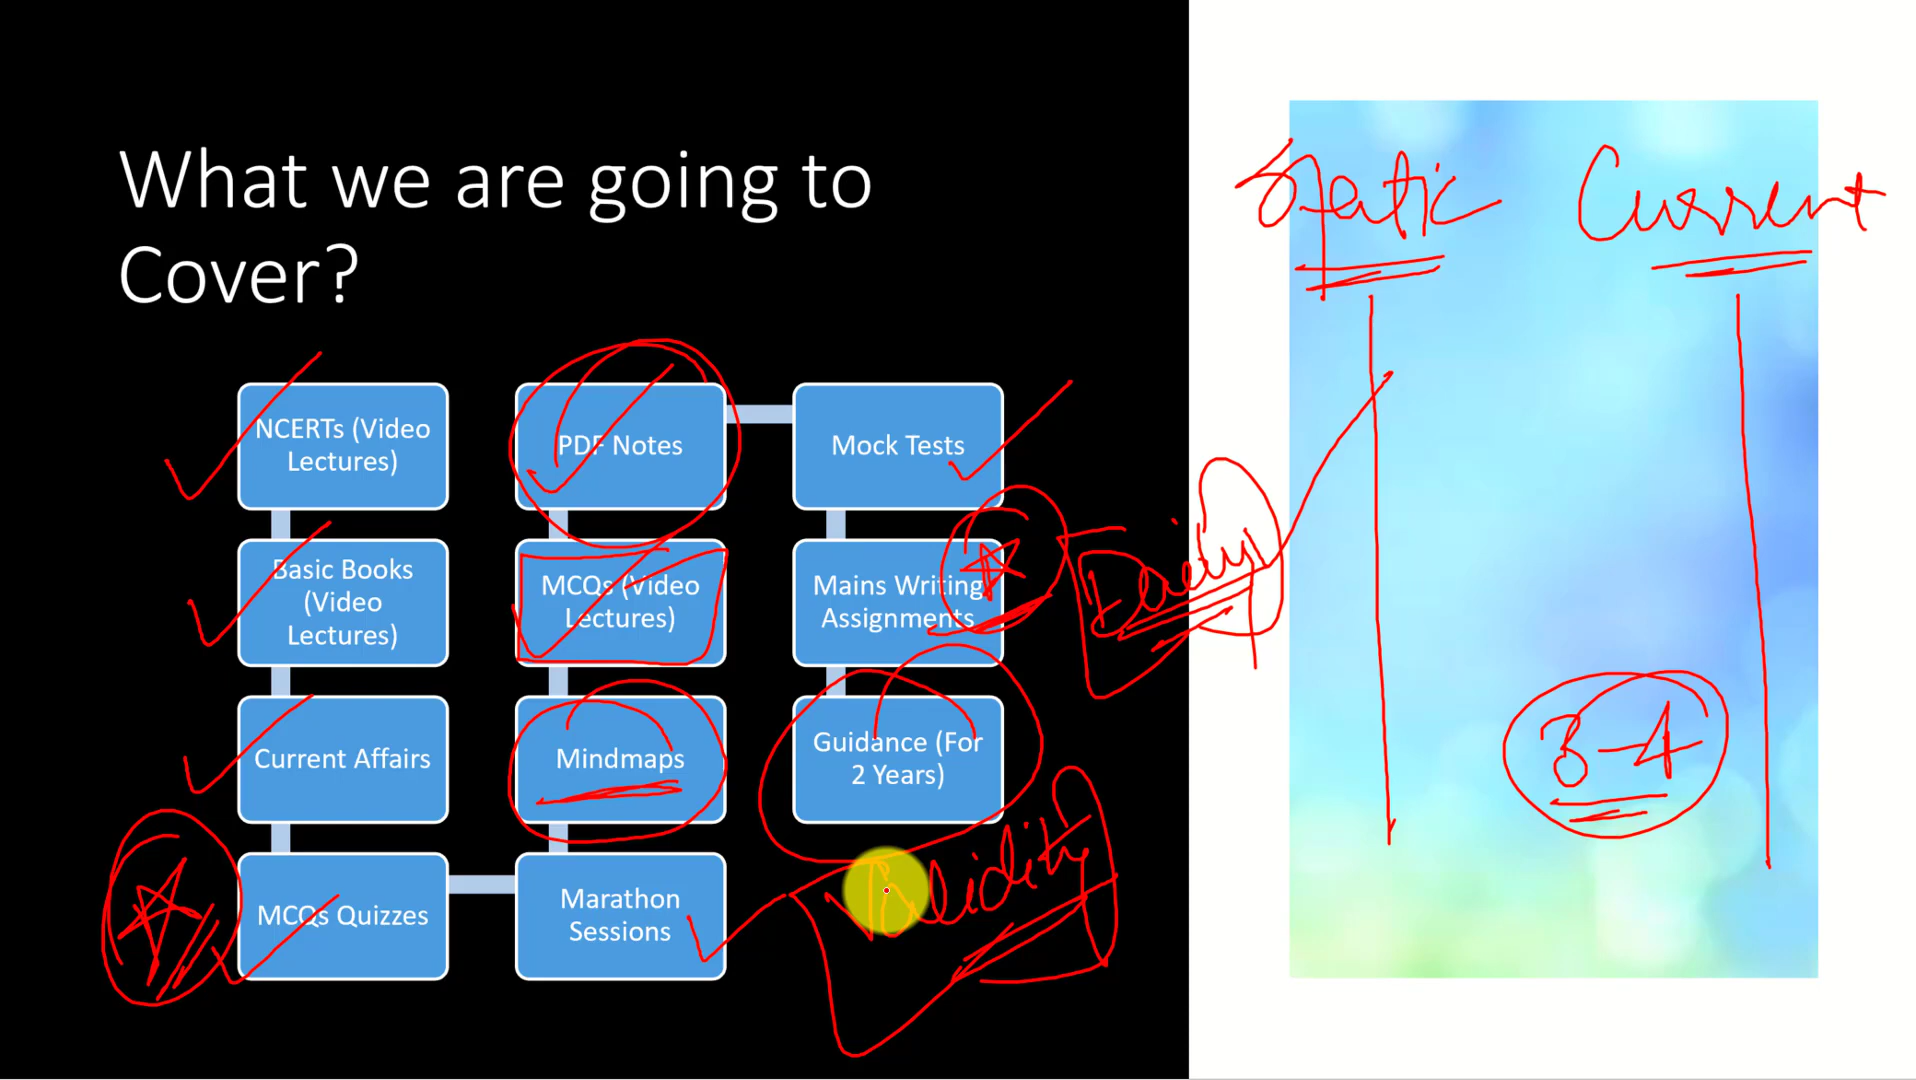 What we are going to
Cover?
NCERTs (Video
Lectures)
Basic Books
(Video
Lectures)
Current Affairs
MCQs Quizzes
Marathon
Sessions
Mindmaps
MCQs (Video
Lectures)
PDF Notes
Mock Tests
Mains Writing
Assignments
Guidance (For
2 Years)
Daily
Validity
Static Current
3-4